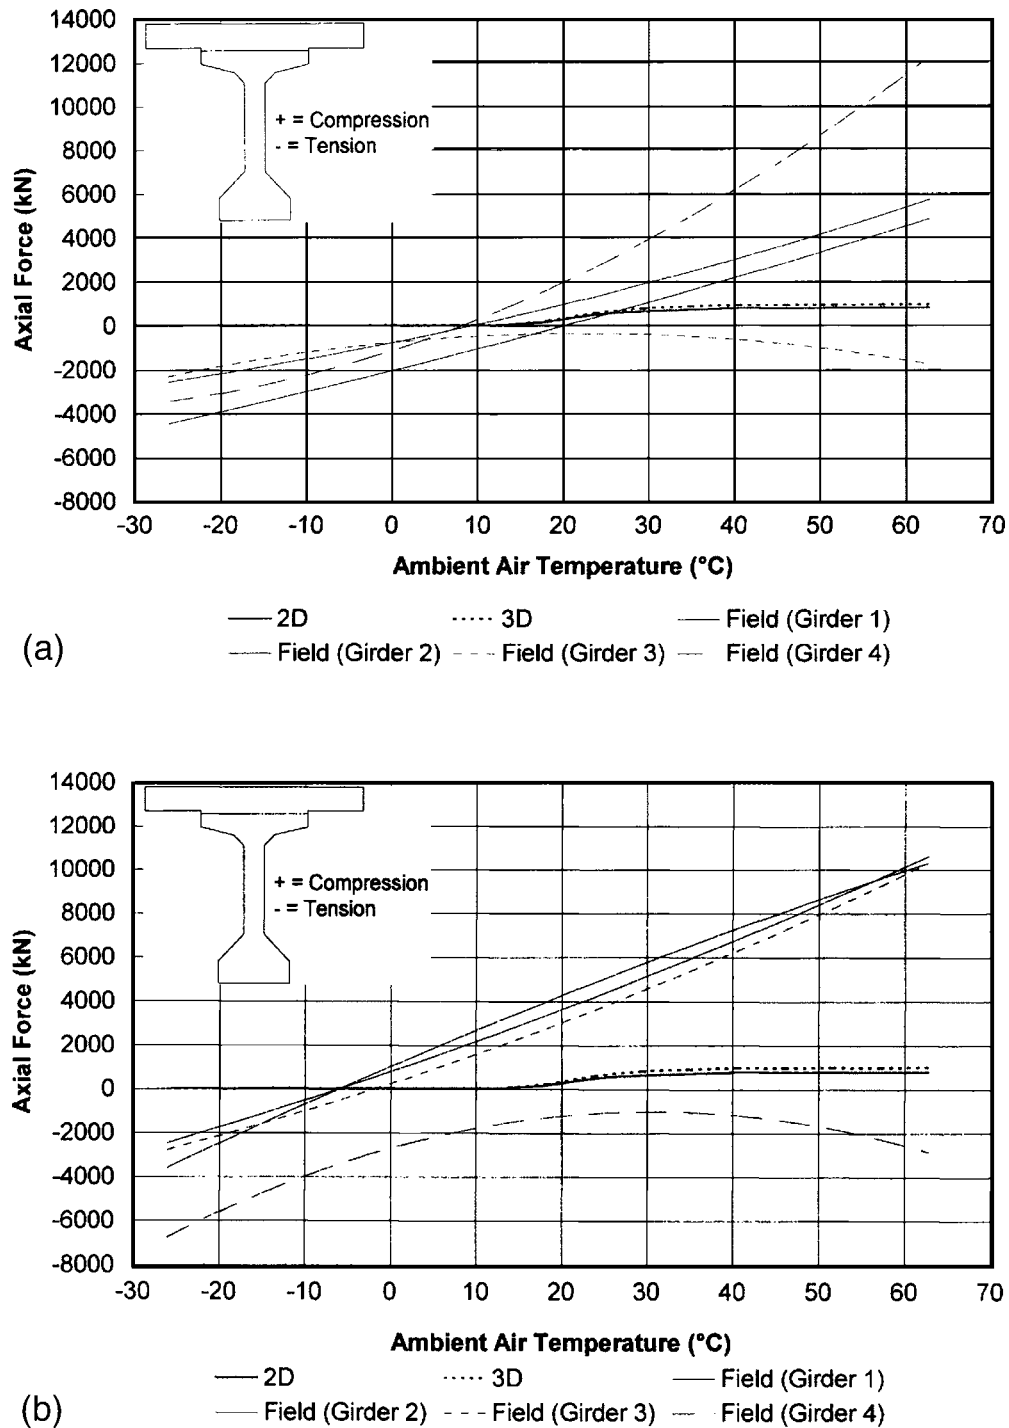 14000
12000
10000
8000
6000
4000
2000
0
-2000
-4000
-6000
-8000
Axial Force (kN)
+ = Compression
- = Tension
-30 -20 -10 0 10 20 30 40 50 60 70
Ambient Air Temperature (°C)
2D 3D Field (Girder 1)
Field (Girder 2) Field (Girder 3) Field (Girder 4)
(a)
14000
12000
10000
8000
6000
4000
2000
0
-2000
-4000
-6000
-8000
Axial Force (kN)
+ = Compression
- = Tension
-30 -20 -10 0 10 20 30 40 50 60 70
Ambient Air Temperature (°C)
2D 3D Field (Girder 1)
Field (Girder 2) Field (Girder 3) Field (Girder 4)
(b)